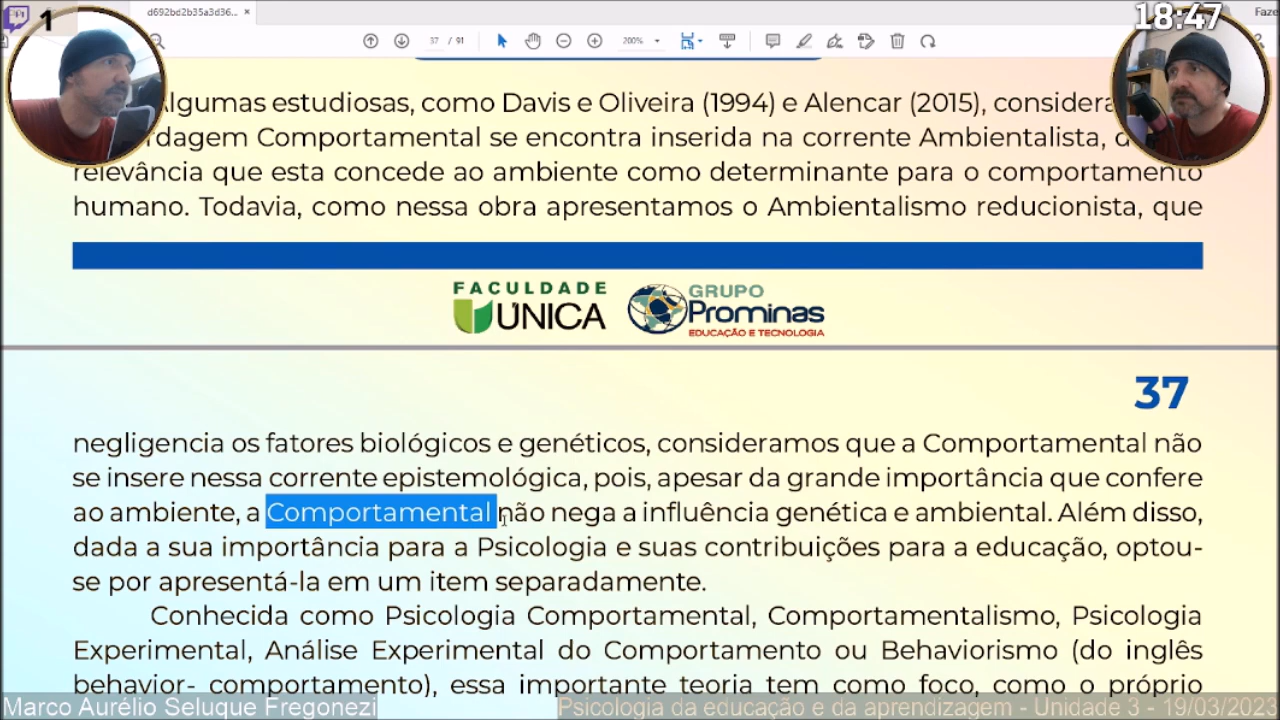 1
d692bd2b35a3d36...
18:47
Faze
37 / 91
200%
Algumas estudiosas, como Davis e Oliveira (1994) e Alencar (2015), considera
Comportamental se encontra inserida na corrente Ambientalista,
relevância que esta concede ao ambiente como determinante para o comportamento
humano. Todavia, como nessa obra apresentamos o Ambientalismo reducionista, que
FACULDADE
ÚNICA
GRUPO
Prominas
EDUCAÇÃO E TECNOLOGIA
37
negligencia os fatores biológicos e genéticos, consideramos que a Comportamental não
se insere nessa corrente epistemológica, pois, apesar da grande importância que confere
ao ambiente, a Comportamental não nega a influência genética e ambiental. Além disso,
dada a sua importância para a Psicologia e suas contribuições para a educação, optou-
se por apresentá-la em um item separadamente.
Conhecida como Psicologia Comportamental, Comportamentalismo, Psicologia
Experimental, Análise Experimental do Comportamento ou Behaviorismo (do inglês
behavior- comportamento), essa importante teoria tem como foco, como o próprio
Marco Aurélio Seluque Fregonezi
Psicologia da educação e da aprendizagem - Unidade 3 - 19/03/2023